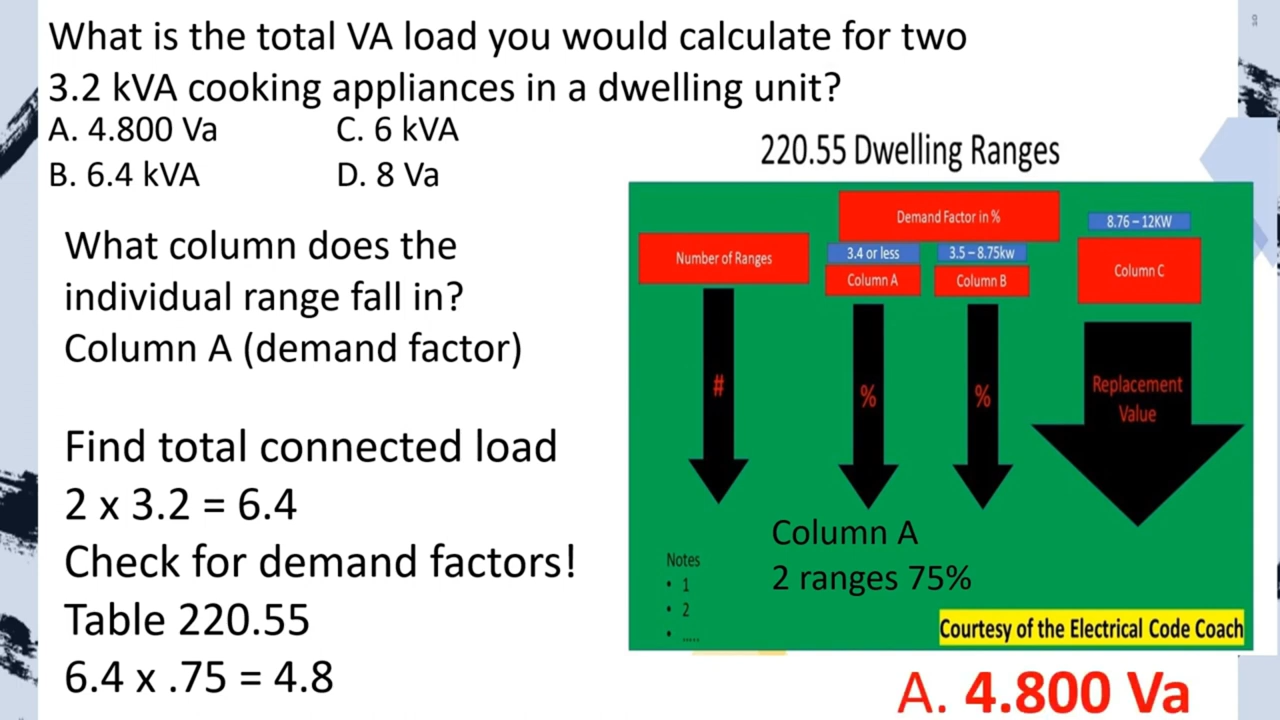 What is the total VA load you would calculate for two
3.2 kVA cooking appliances in a dwelling unit?
A. 4.800 Va
C. 6 kVA
B. 6.4 kVA
D. 8 Va
220.55 Dwelling Ranges
What column does the
individual range fall in?
Column A (demand factor)
Find total connected load
2 x 3.2 = 6.4
Check for demand factors!
Table 220.55
6.4 x .75 = 4.8
Number of Ranges
Demand Factor in %
3.4 or less
3.5 – 8.75kw
8.76 – 12KW
Column A
Column B
Column C
#
%
%
Replacement
Value
Column A
2 ranges 75%
Notes
• 1
• 2
• .....
Courtesy of the Electrical Code Coach
A. 4.800 Va